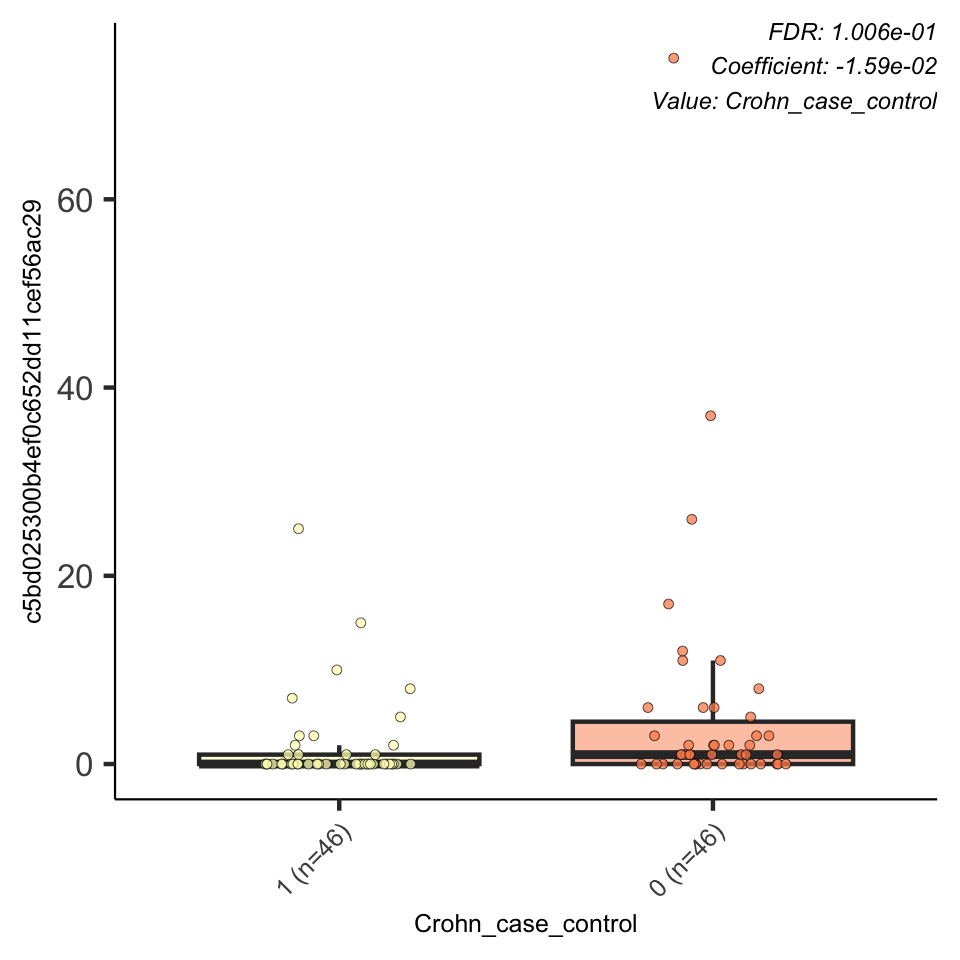 FDR: 1.006e-01
Coefficient: -1.59e-02
Value: Crohn_case_control
c5bd025300b4ef0c652dd11cef56ac29
60
40
20
0
1 (n=46)
0 (n=46)
Crohn_case_control